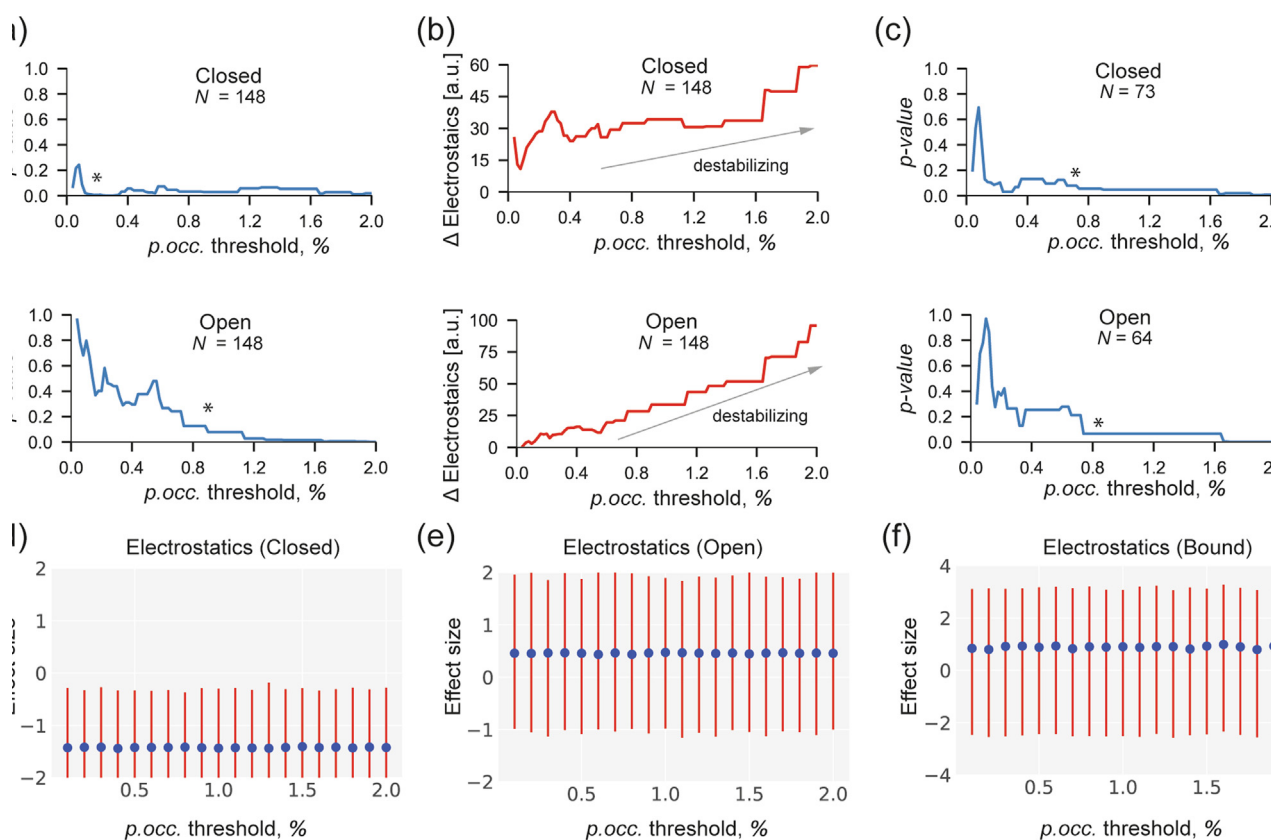 (b)
(c)
Closed
N = 148
1.0
0.8
0.6
0.4
0.2
0.0
*
0.0 0.4 0.8 1.2 1.6 2.0
p.occ. threshold, %
Δ Electrostaics [a.u.]
60
45
30
15
0
Closed
N = 148
destabilizing
0.0 0.4 0.8 1.2 1.6 2.0
p.occ. threshold, %
p-value
1.0
0.8
0.6
0.4
0.2
0.0
Closed
N = 73
*
0.0 0.4 0.8 1.2 1.6 2.0
p.occ. threshold, %
1.0
0.8
0.6
0.4
0.2
0.0
Open
N = 148
*
0.0 0.4 0.8 1.2 1.6 2.0
p.occ. threshold, %
Δ Electrostaics [a.u.]
100
75
50
25
0
Open
N = 148
destabilizing
0.0 0.4 0.8 1.2 1.6 2.0
p.occ. threshold, %
p-value
1.0
0.8
0.6
0.4
0.2
0.0
Open
N = 64
*
0.0 0.4 0.8 1.2 1.6 2.0
p.occ. threshold, %
Electrostatics (Closed)
Effect size
2
1
0
−1
−2
0.5 1.0 1.5 2.0
p.occ. threshold, %
(e)
Electrostatics (Open)
Effect size
2
1
0
−1
−2
0.5 1.0 1.5 2.0
p.occ. threshold, %
(f)
Electrostatics (Bound)
Effect size
4
2
0
−2
−4
0.5 1.0 1.5
p.occ. threshold, %